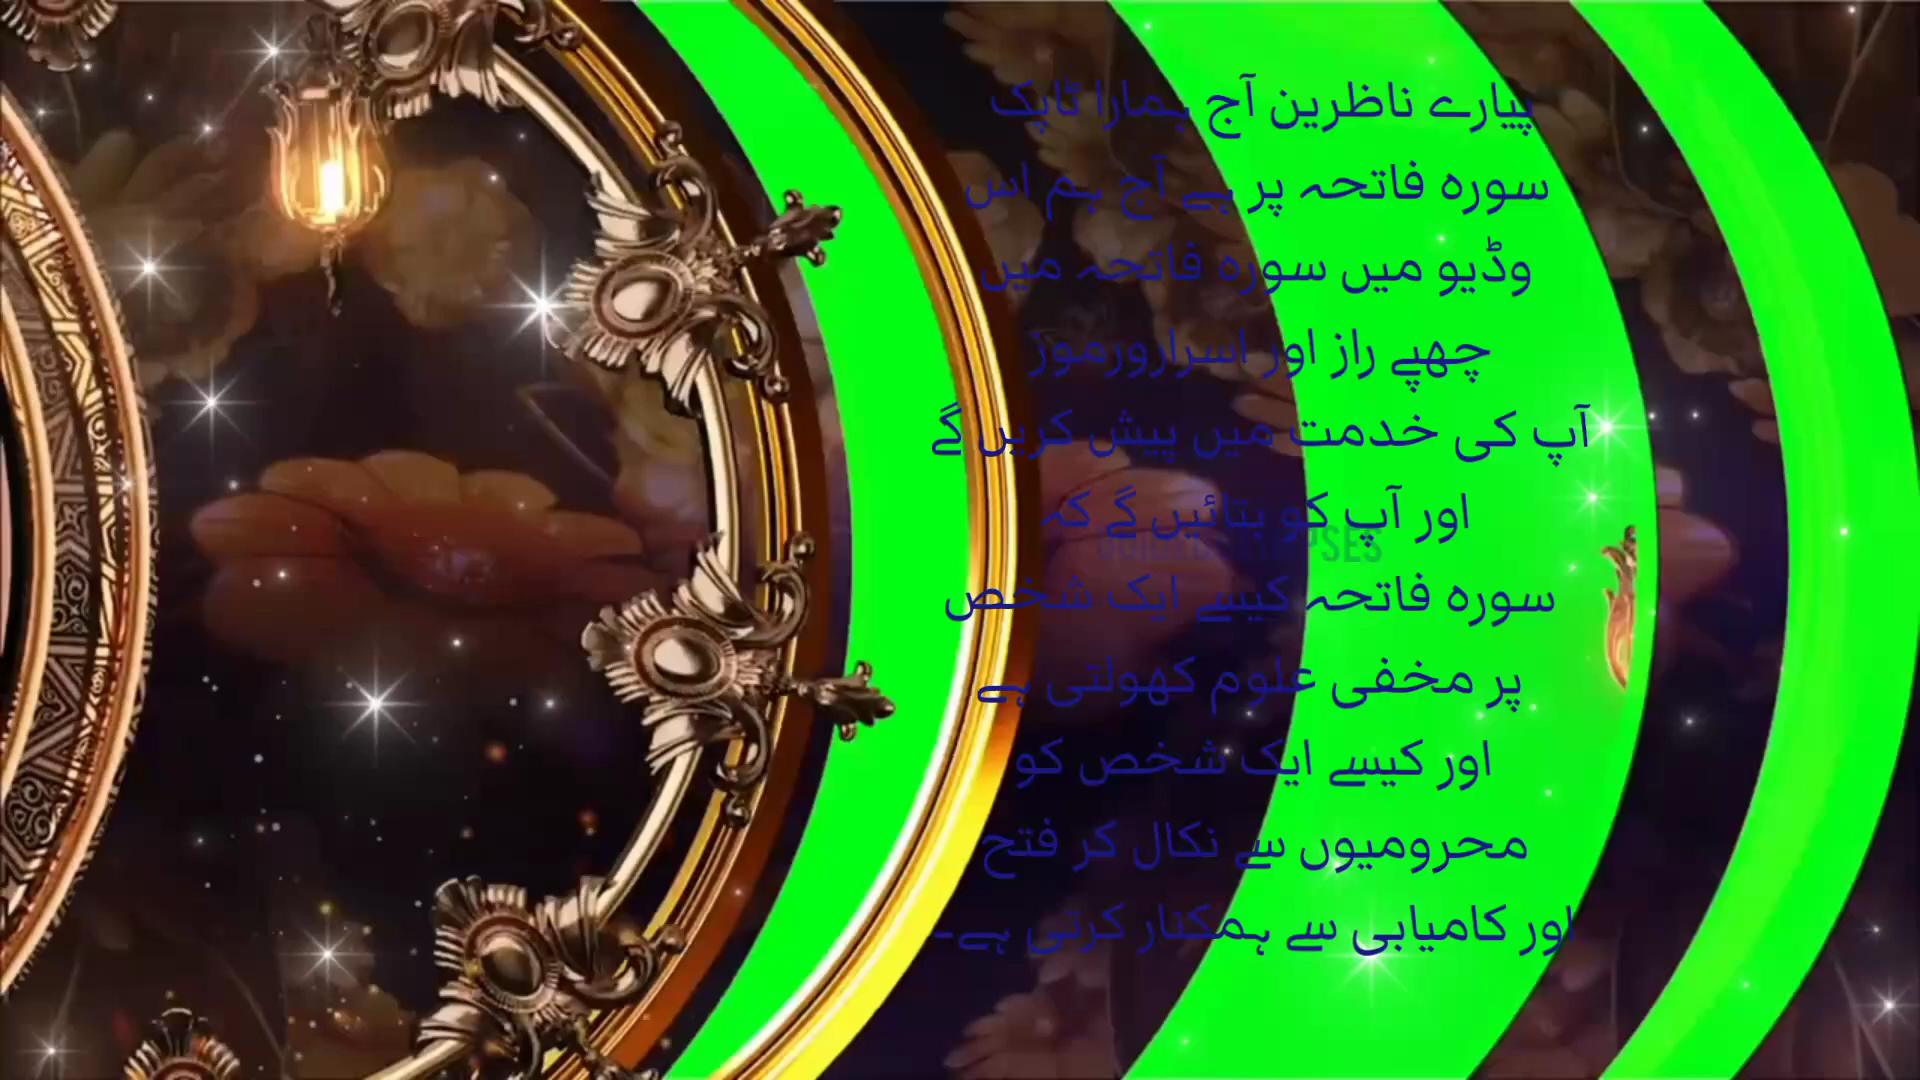 پیارے ناظرین آج ہمارا ٹاپک
سورہ فاتحہ پر ہے آج ہم اس
وڈیو میں سورہ فاتحہ میں
چھپے راز اور اسرارورموز
آپ کی خدمت میں پیش کریں گے
اور آپ کو بتائیں گے کہ
سورہ فاتحہ کیسے ایک شخص
پر مخفی علوم کھولتی ہے
اور کیسے ایک شخص کو
محرومیوں سے نکال کر فتح
اور کامیابی سے ہمکنار کرتی ہے۔